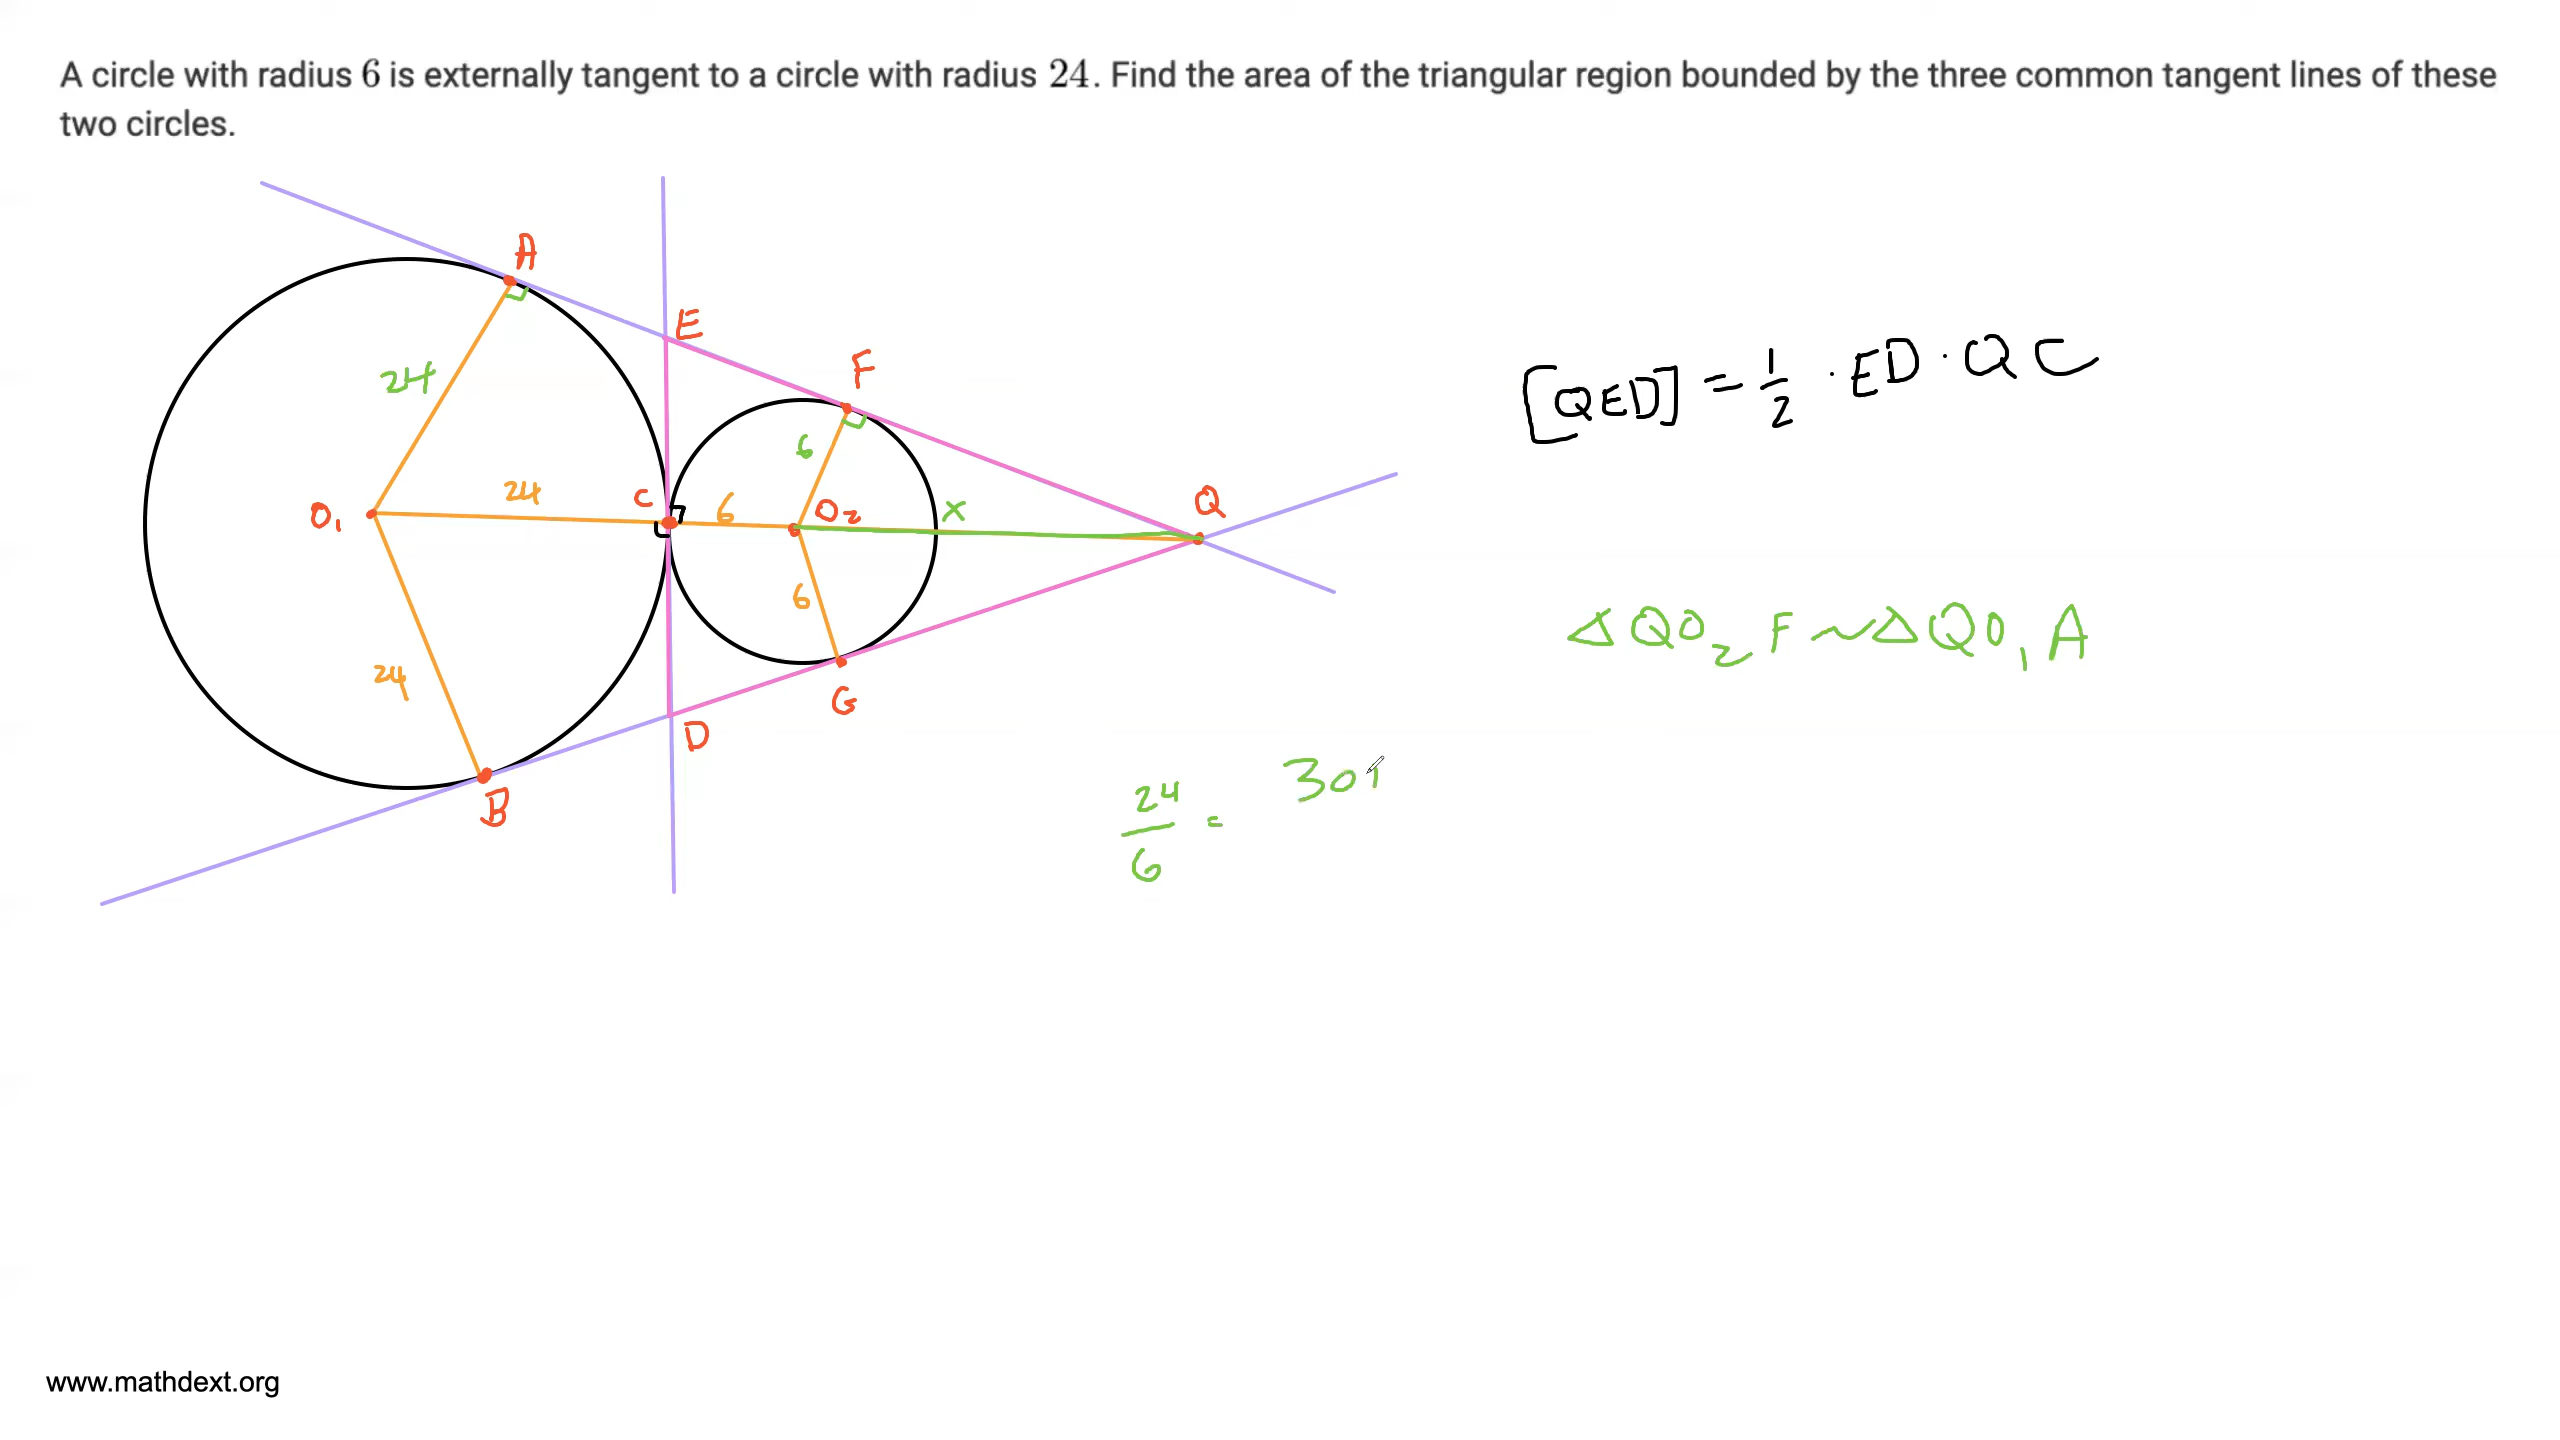 A circle with radius 6 is externally tangent to a circle with radius 24. Find the area of the triangular region bounded by the three common tangent lines of these
two circles.
A
E
F
24
6
O₁
24
C
6
O₂
x
Q
6
24
G
D
B
[QED] = 1/2 · ED · QC
△QO₂F ~ △QO₁A
24/6 = 30
www.mathdext.org